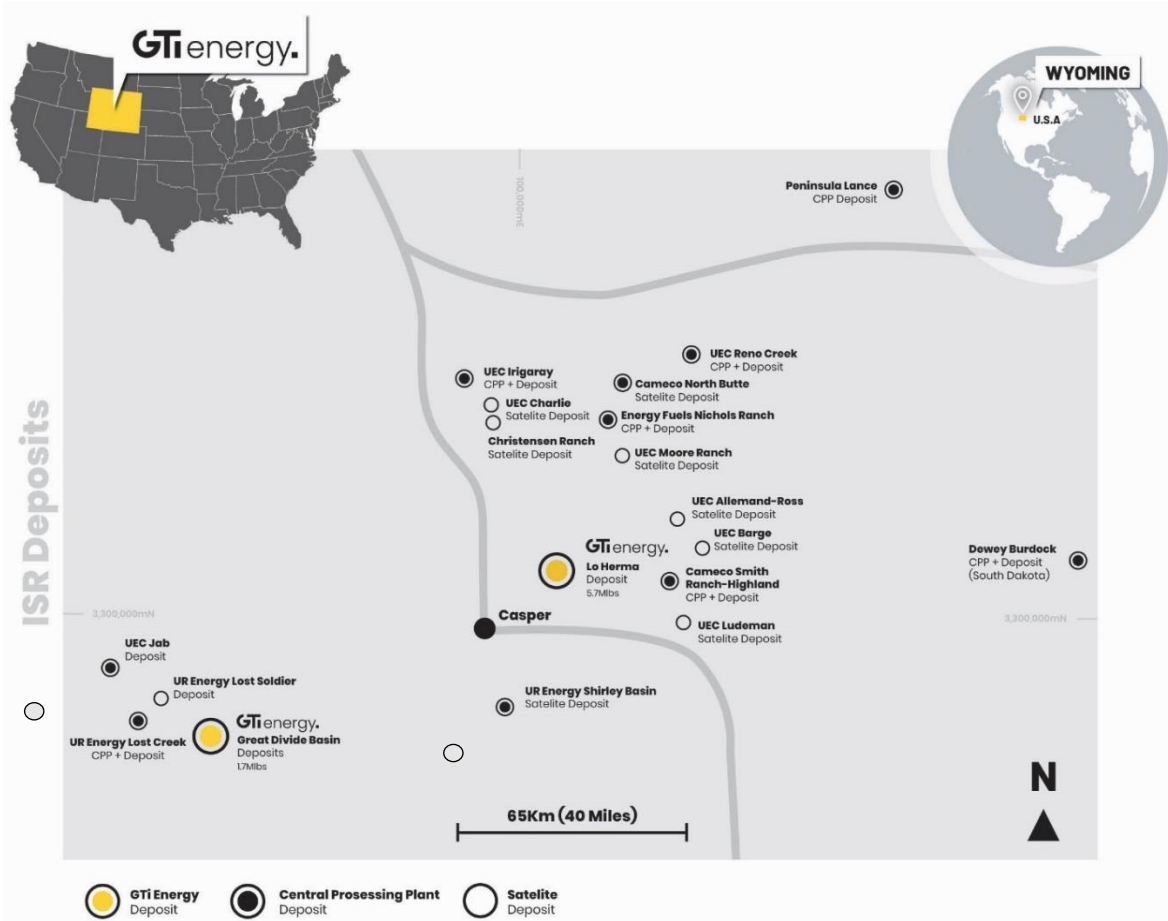 GTi energy.
WYOMING
U.S.A
100,000mE
Peninsula Lance
CPP Deposit
UEC Reno Creek
CPP + Deposit
UEC Irigaray
CPP + Deposit
Cameco North Butte
Satelite Deposit
UEC Charlie
Satelite Deposit
Energy Fuels Nichols Ranch
CPP + Deposit
Christensen Ranch
Satelite Deposit
UEC Moore Ranch
Satelite Deposit
ISR Deposits
UEC Allemand-Ross
Satelite Deposit
UEC Barge
Satelite Deposit
GTi energy.
Lo Herma
Deposit
5.7Mlbs
Dewey Burdock
CPP + Deposit
(South Dakota)
Cameco Smith
Ranch-Highland
CPP + Deposit
3,300,000mN
Casper
3,300,000mN
UEC Ludeman
Satelite Deposit
UEC Jab
Deposit
UR Energy Lost Soldier
Deposit
UR Energy Shirley Basin
Satelite Deposit
GTi energy.
Great Divide Basin
Deposits
1.7Mlbs
UR Energy Lost Creek
CPP + Deposit
N
65Km (40 Miles)
GTi Energy
Deposit
Central Prosessing Plant
Deposit
Satelite
Deposit